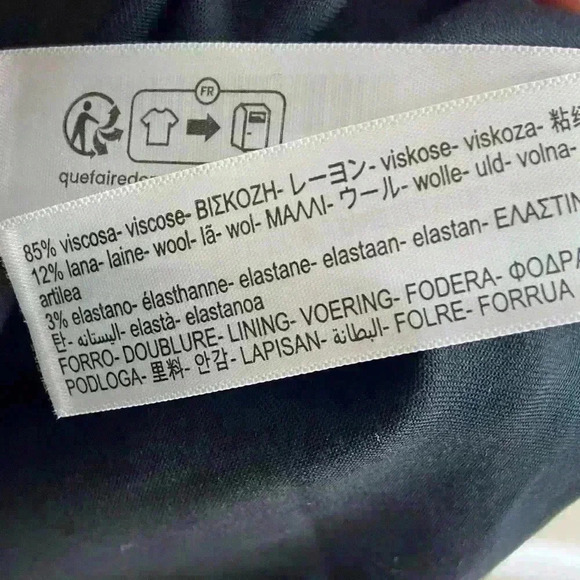 FR
quefairede
85% viscosa- viscose- ΒΙΣΚΟΖΗ- レーヨン- viskose- viskoza- 粘
12% lana- laine- wool- lã- wol- ΜΑΛΛΙ- ウール- wolle- uld- volna-
artilea
3% elastano- élasthanne- elastane- elastaan- elastan- ΕΛΑΣΤΙΝ
탄- البستانه- elastà- elastanoa
FORRO- DOUBLURE- LINING- VOERING- FODERA- ΦΟΔΡΑ
PODLOGA- 里料- 안감- LAPISAN- البطانة- FOLRE- FORRUA